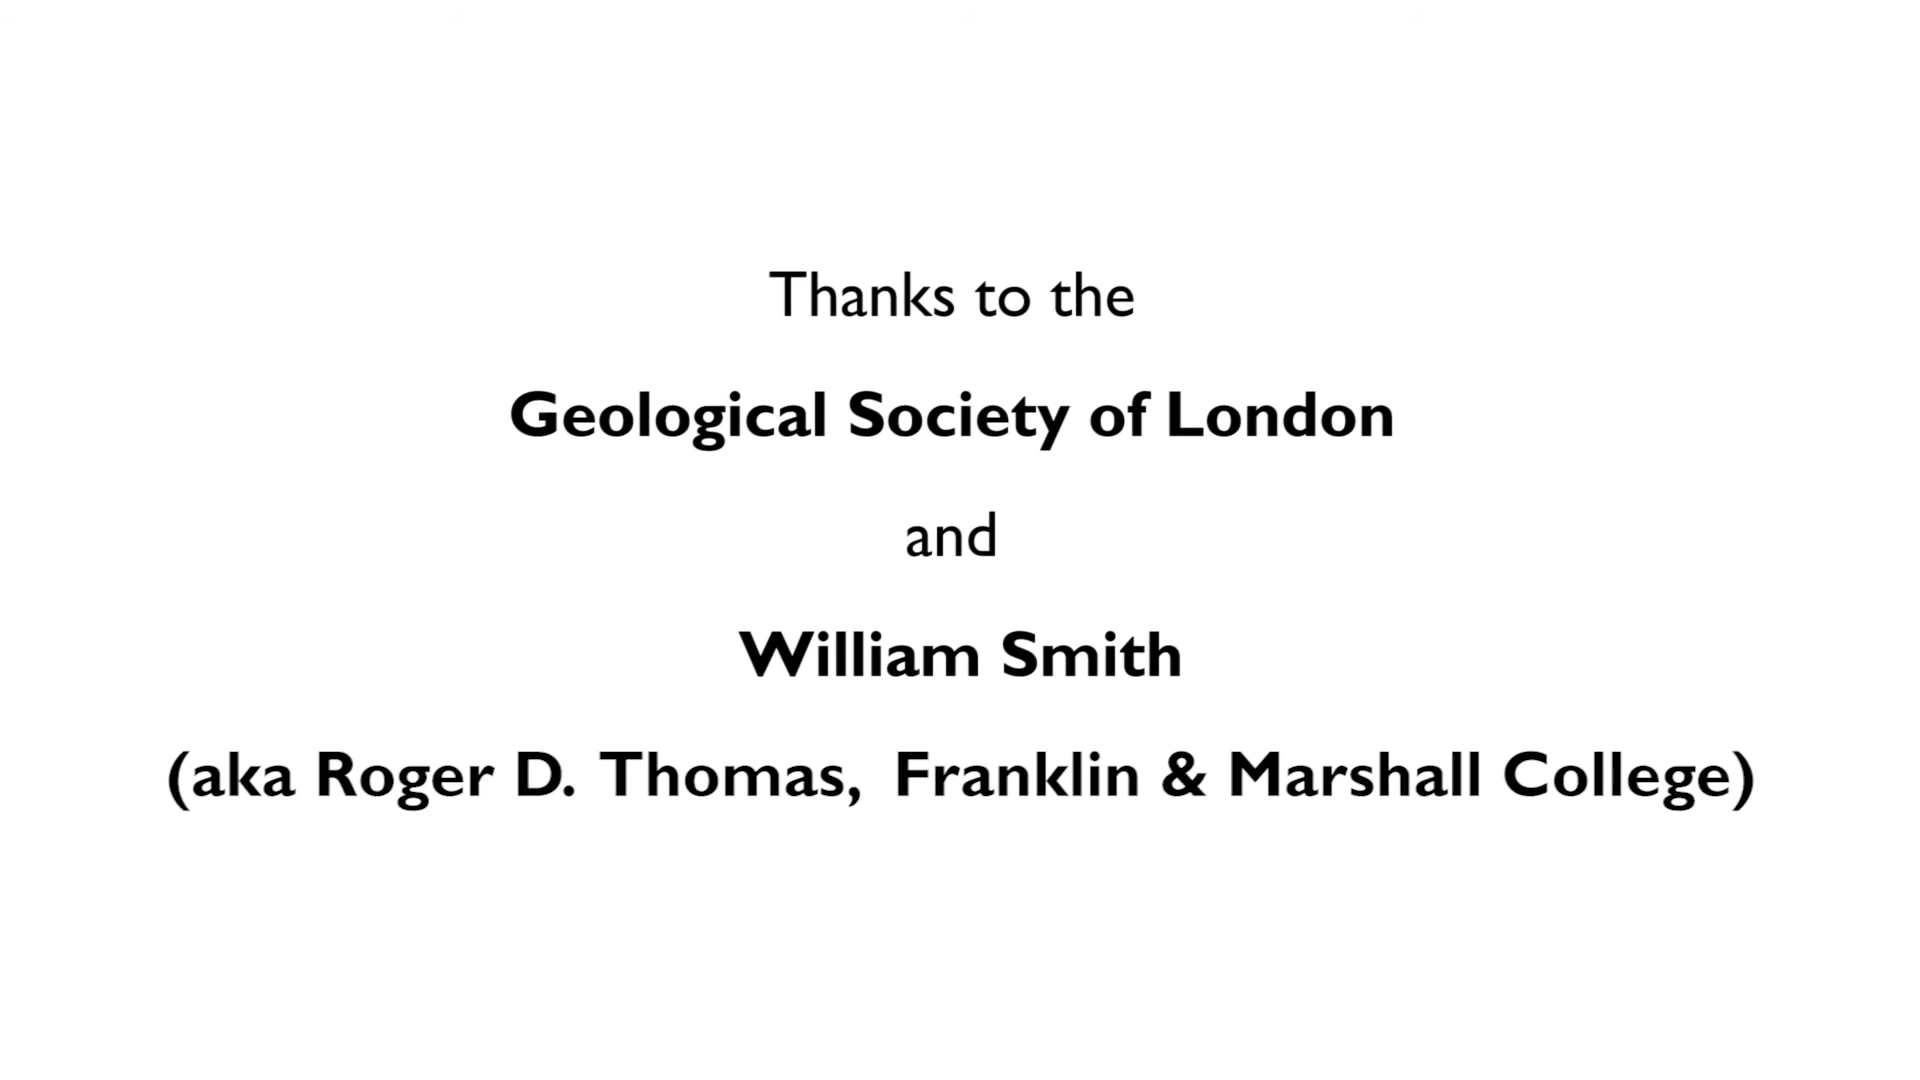 Thanks to the
Geological Society of London
and
William Smith
(aka Roger D. Thomas, Franklin & Marshall College)